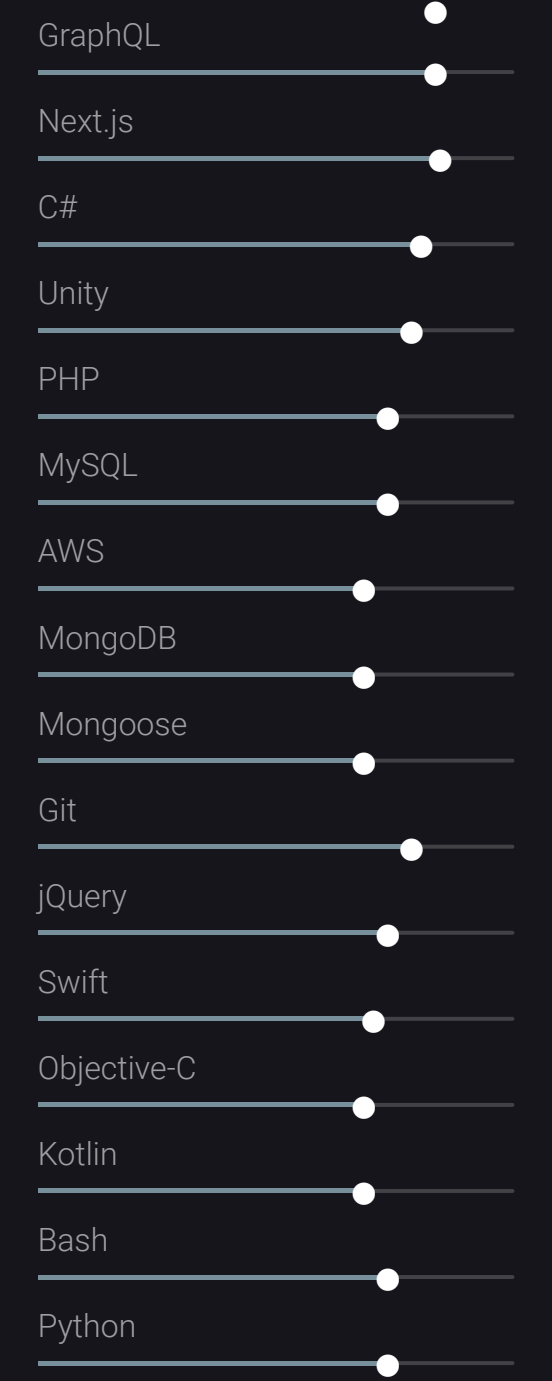 GraphQL
Next.js
C#
Unity
PHP
MySQL
AWS
MongoDB
Mongoose
Git
jQuery
Swift
Objective-C
Kotlin
Bash
Python